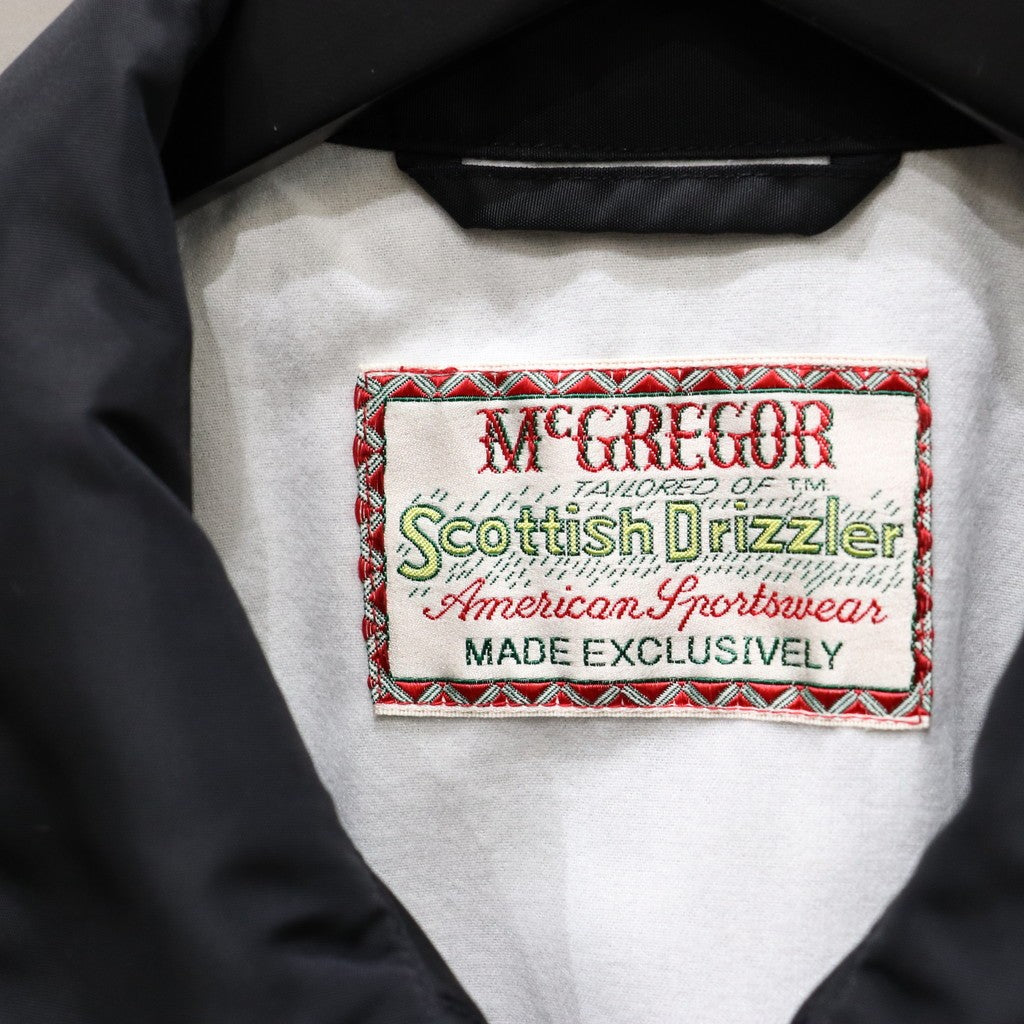 McGREGOR
TAILORED OF T.M.
Scottish Drizzler
American Sportswear
MADE EXCLUSIVELY